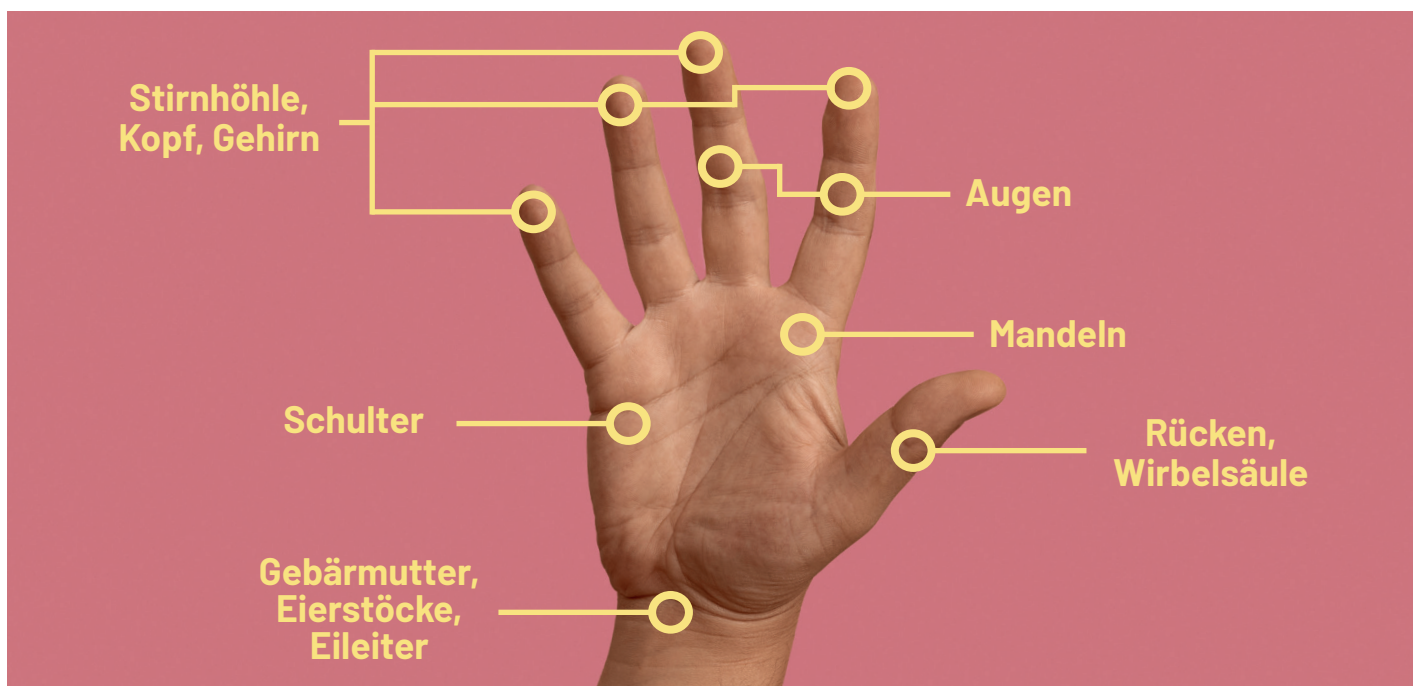 Stirnhöhle,
Kopf, Gehirn
Augen
Mandeln
Schulter
Rücken,
Wirbelsäule
Gebärmutter,
Eierstöcke,
Eileiter